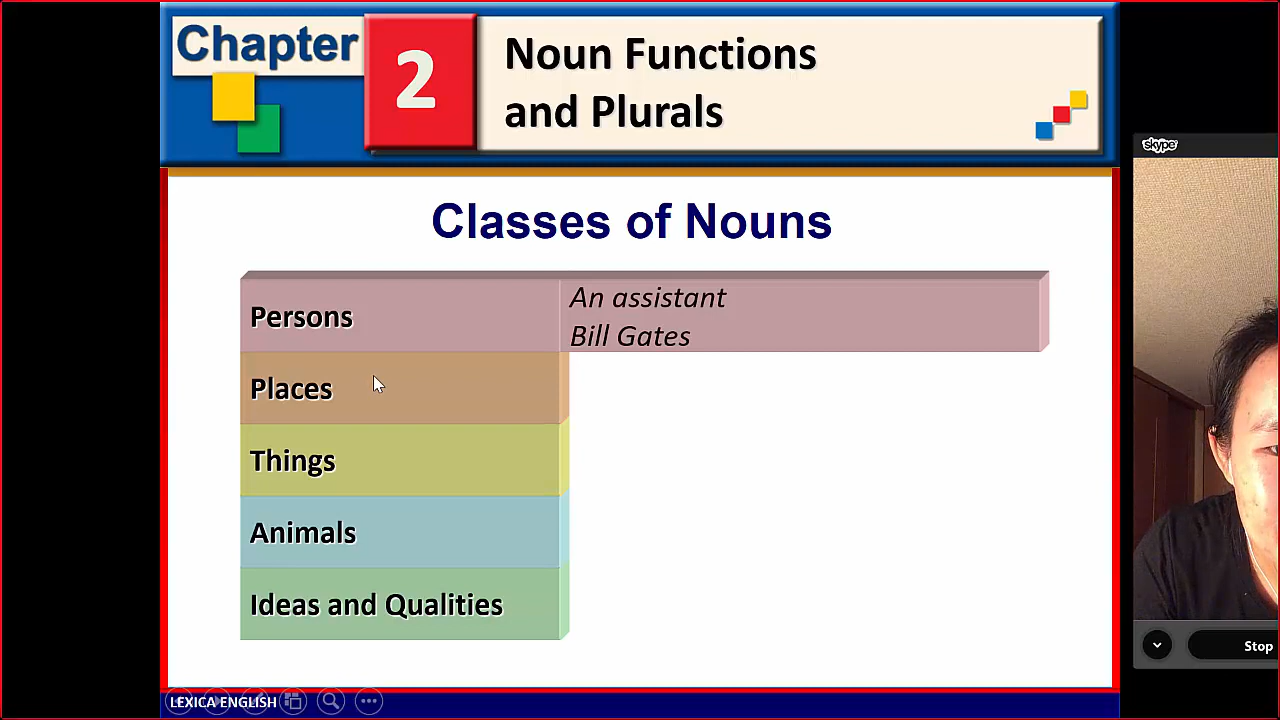 Chapter
2
Noun Functions
and Plurals
skype
Classes of Nouns
Persons
An assistant
Bill Gates
Places
Things
Animals
Ideas and Qualities
Stop
LEXICA ENGLISH